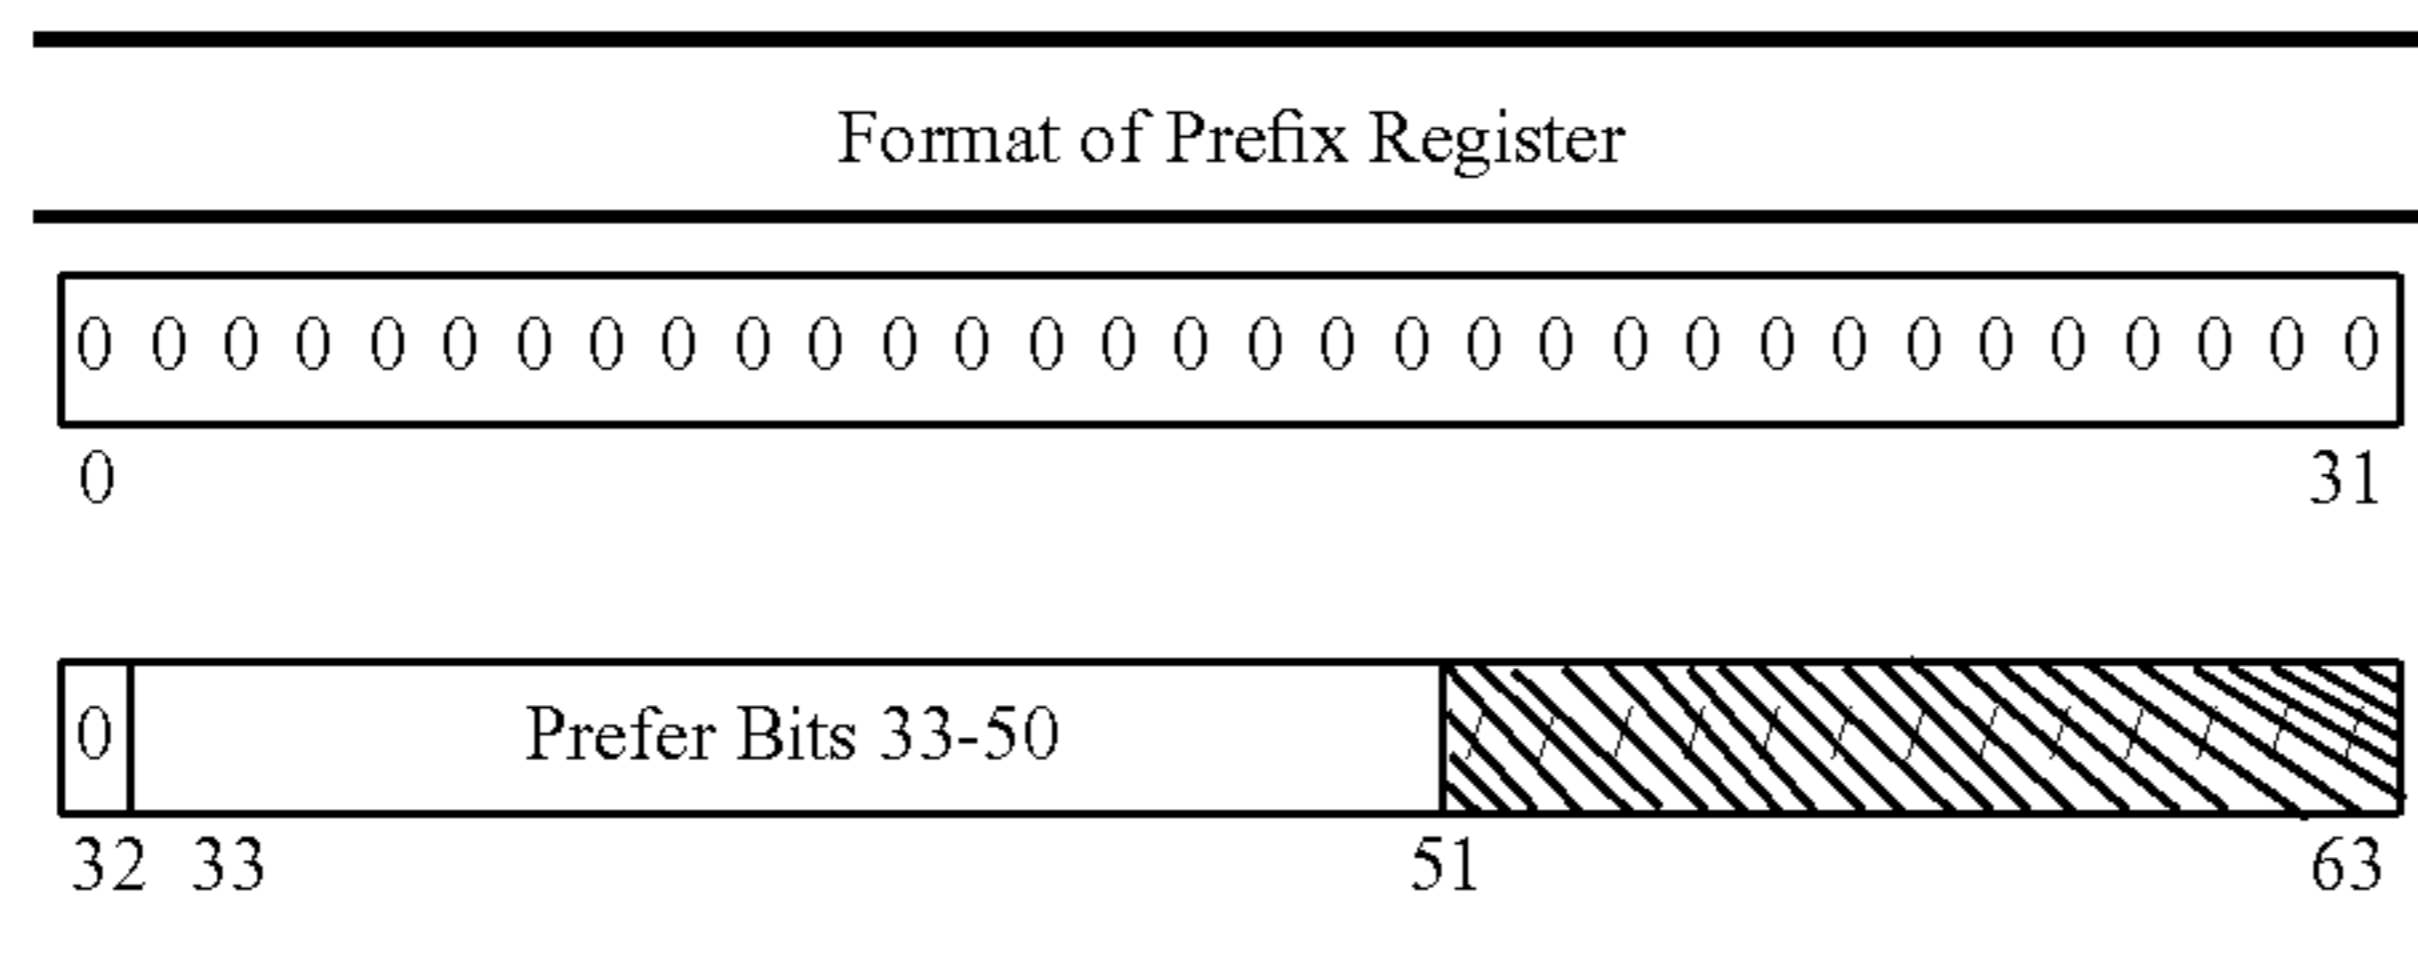 Format of Prefix Register
0 0 0 0 0 0 0 0 0 0 0 0 0 0 0 0 0 0 0 0 0 0 0 0 0 0 0 0 0 0 0 0
0 31
0 Prefer Bits 33-50 / / / / / / / / / / / / /
32 33 51 63